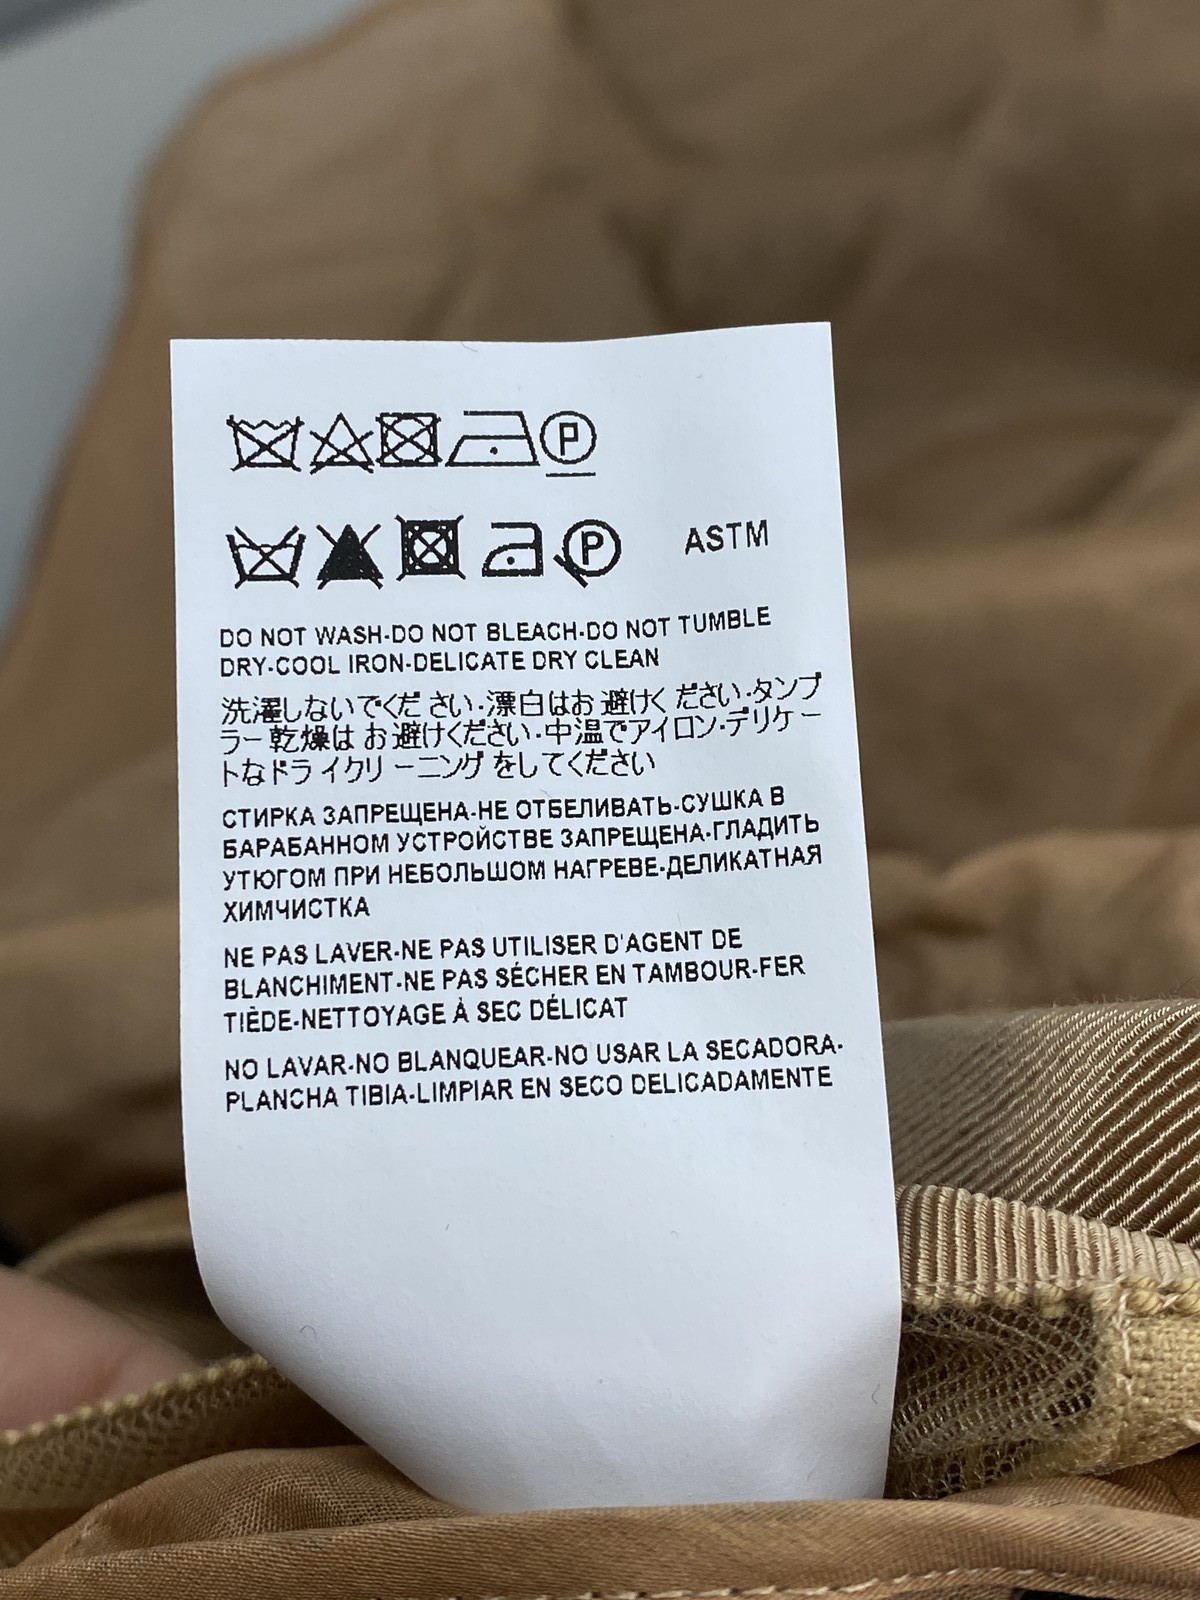 P
P ASTM
DO NOT WASH-DO NOT BLEACH-DO NOT TUMBLE
DRY-COOL IRON-DELICATE DRY CLEAN
洗濯しないでください・漂白はお避けください・タンブ
ラー乾燥はお避けください・中温でアイロン・デリケー
トなドライクリーニングをしてください
СТИРКА ЗАПРЕЩЕНА-НЕ ОТБЕЛИВАТЬ-СУШКА В
БАРАБАННОМ УСТРОЙСТВЕ ЗАПРЕЩЕНА-ГЛАДИТЬ
УТЮГОМ ПРИ НЕБОЛЬШОМ НАГРЕВЕ-ДЕЛИКАТНАЯ
ХИМЧИСТКА
NE PAS LAVER-NE PAS UTILISER D'AGENT DE
BLANCHIMENT-NE PAS SÉCHER EN TAMBOUR-FER
TIÈDE-NETTOYAGE À SEC DÉLICAT
NO LAVAR-NO BLANQUEAR-NO USAR LA SECADORA-
PLANCHA TIBIA-LIMPIAR EN SECO DELICADAMENTE